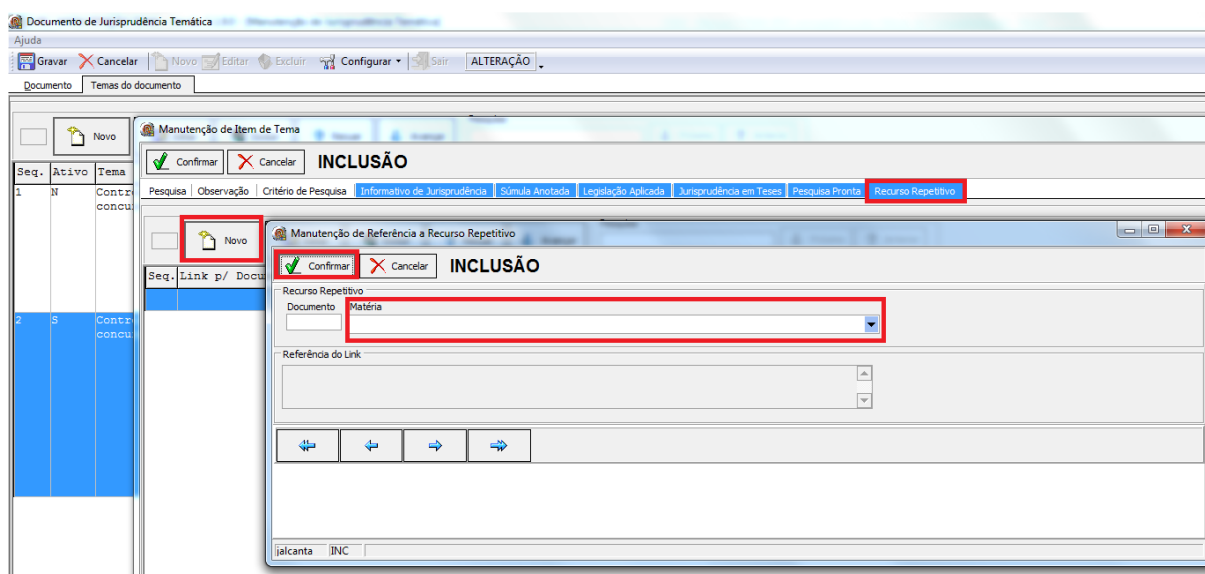 Documento de Jurisprudência Temática
Ajuda
Gravar Cancelar Novo Editar Excluir Configurar Sair ALTERAÇÃO
Documento Temas do documento
Novo
Seq. Ativo Tema
1 N Contr
concu
2 S Contr
concu
Manutenção de Item de Tema
Confirmar Cancelar INCLUSÃO
Pesquisa Observação Critério de Pesquisa Informativo de Jurisprudência Súmula Anotada Legislação Aplicada Jurisprudência em Teses Pesquisa Pronta Recurso Repetitivo
Novo
Seq. Link p/ Docu
Manutenção de Referência a Recurso Repetitivo
Confirmar Cancelar INCLUSÃO
Recurso Repetitivo
Documento Matéria
Referência do Link
jalcanta INC